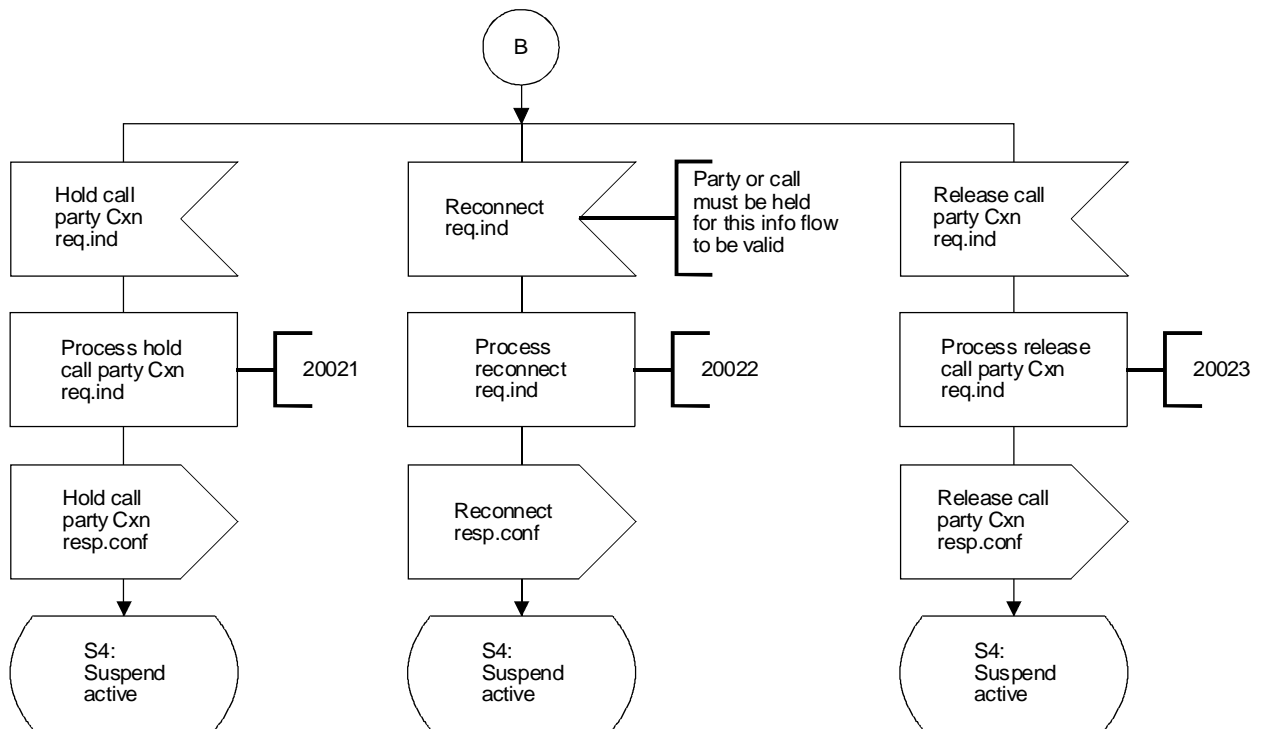 B
Hold call
party Cxn
req.ind
Reconnect
req.ind
Party or call
must be held
for this info flow
to be valid
Release call
party Cxn
req.ind
Process hold
call party Cxn
req.ind
20021
Process
reconnect
req.ind
20022
Process release
call party Cxn
req.ind
20023
Hold call
party Cxn
resp.conf
Reconnect
resp.conf
Release call
party Cxn
resp.conf
S4:
Suspend
active
S4:
Suspend
active
S4:
Suspend
active